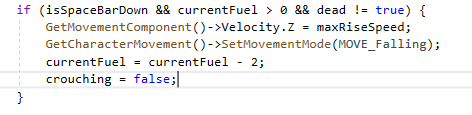 if (isSpaceBarDown && currentFuel > 0 && dead != true) {
GetMovementComponent()->Velocity.Z = maxRiseSpeed;
GetCharacterMovement()->SetMovementMode(MOVE_Falling);
currentFuel = currentFuel - 2;
crouching = false;
}